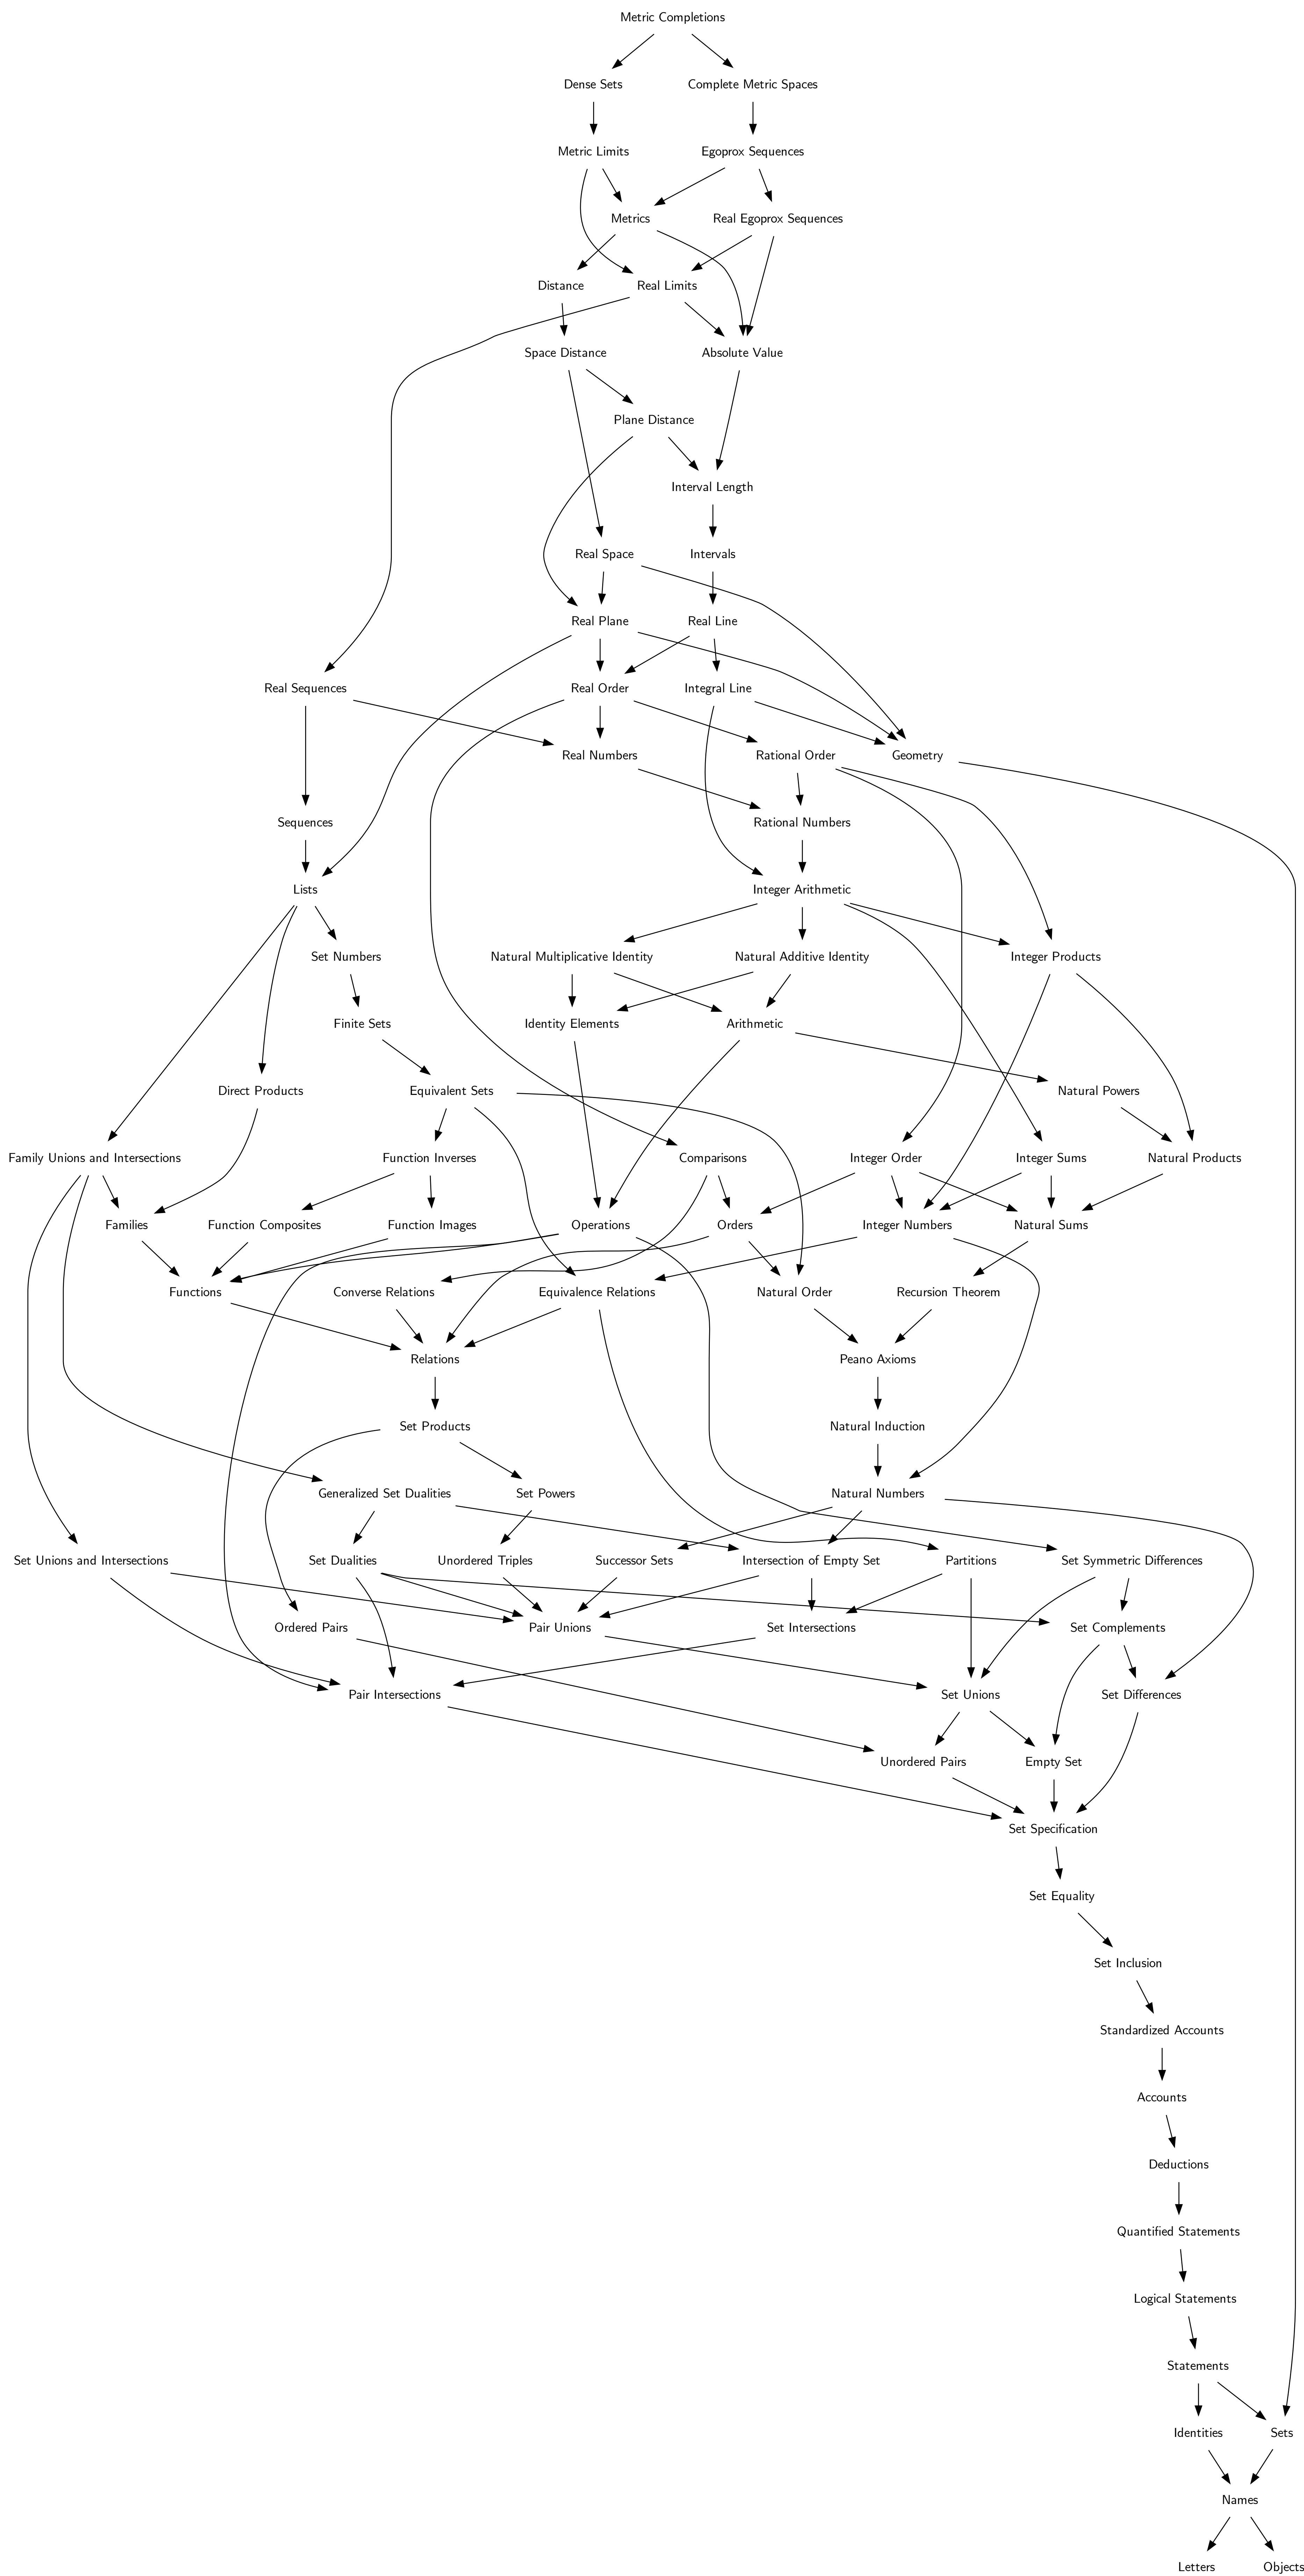 Metric Completions
Dense Sets
Complete Metric Spaces
Metric Limits
Egoprox Sequences
Metrics
Real Egoprox Sequences
Distance
Real Limits
Space Distance
Absolute Value
Plane Distance
Interval Length
Real Space
Intervals
Real Plane
Real Line
Real Sequences
Real Order
Integral Line
Real Numbers
Rational Order
Geometry
Sequences
Rational Numbers
Lists
Integer Arithmetic
Set Numbers
Natural Multiplicative Identity
Natural Additive Identity
Integer Products
Finite Sets
Identity Elements
Arithmetic
Direct Products
Equivalent Sets
Natural Powers
Family Unions and Intersections
Function Inverses
Comparisons
Integer Order
Integer Sums
Natural Products
Families
Function Composites
Function Images
Operations
Orders
Integer Numbers
Natural Sums
Functions
Converse Relations
Equivalence Relations
Natural Order
Recursion Theorem
Relations
Peano Axioms
Set Products
Natural Induction
Generalized Set Dualities
Set Powers
Natural Numbers
Set Unions and Intersections
Set Dualities
Unordered Triples
Successor Sets
Intersection of Empty Set
Partitions
Set Symmetric Differences
Ordered Pairs
Pair Unions
Set Intersections
Set Complements
Pair Intersections
Set Unions
Set Differences
Unordered Pairs
Empty Set
Set Specification
Set Equality
Set Inclusion
Standardized Accounts
Accounts
Deductions
Quantified Statements
Logical Statements
Statements
Identities
Sets
Names
Letters
Objects